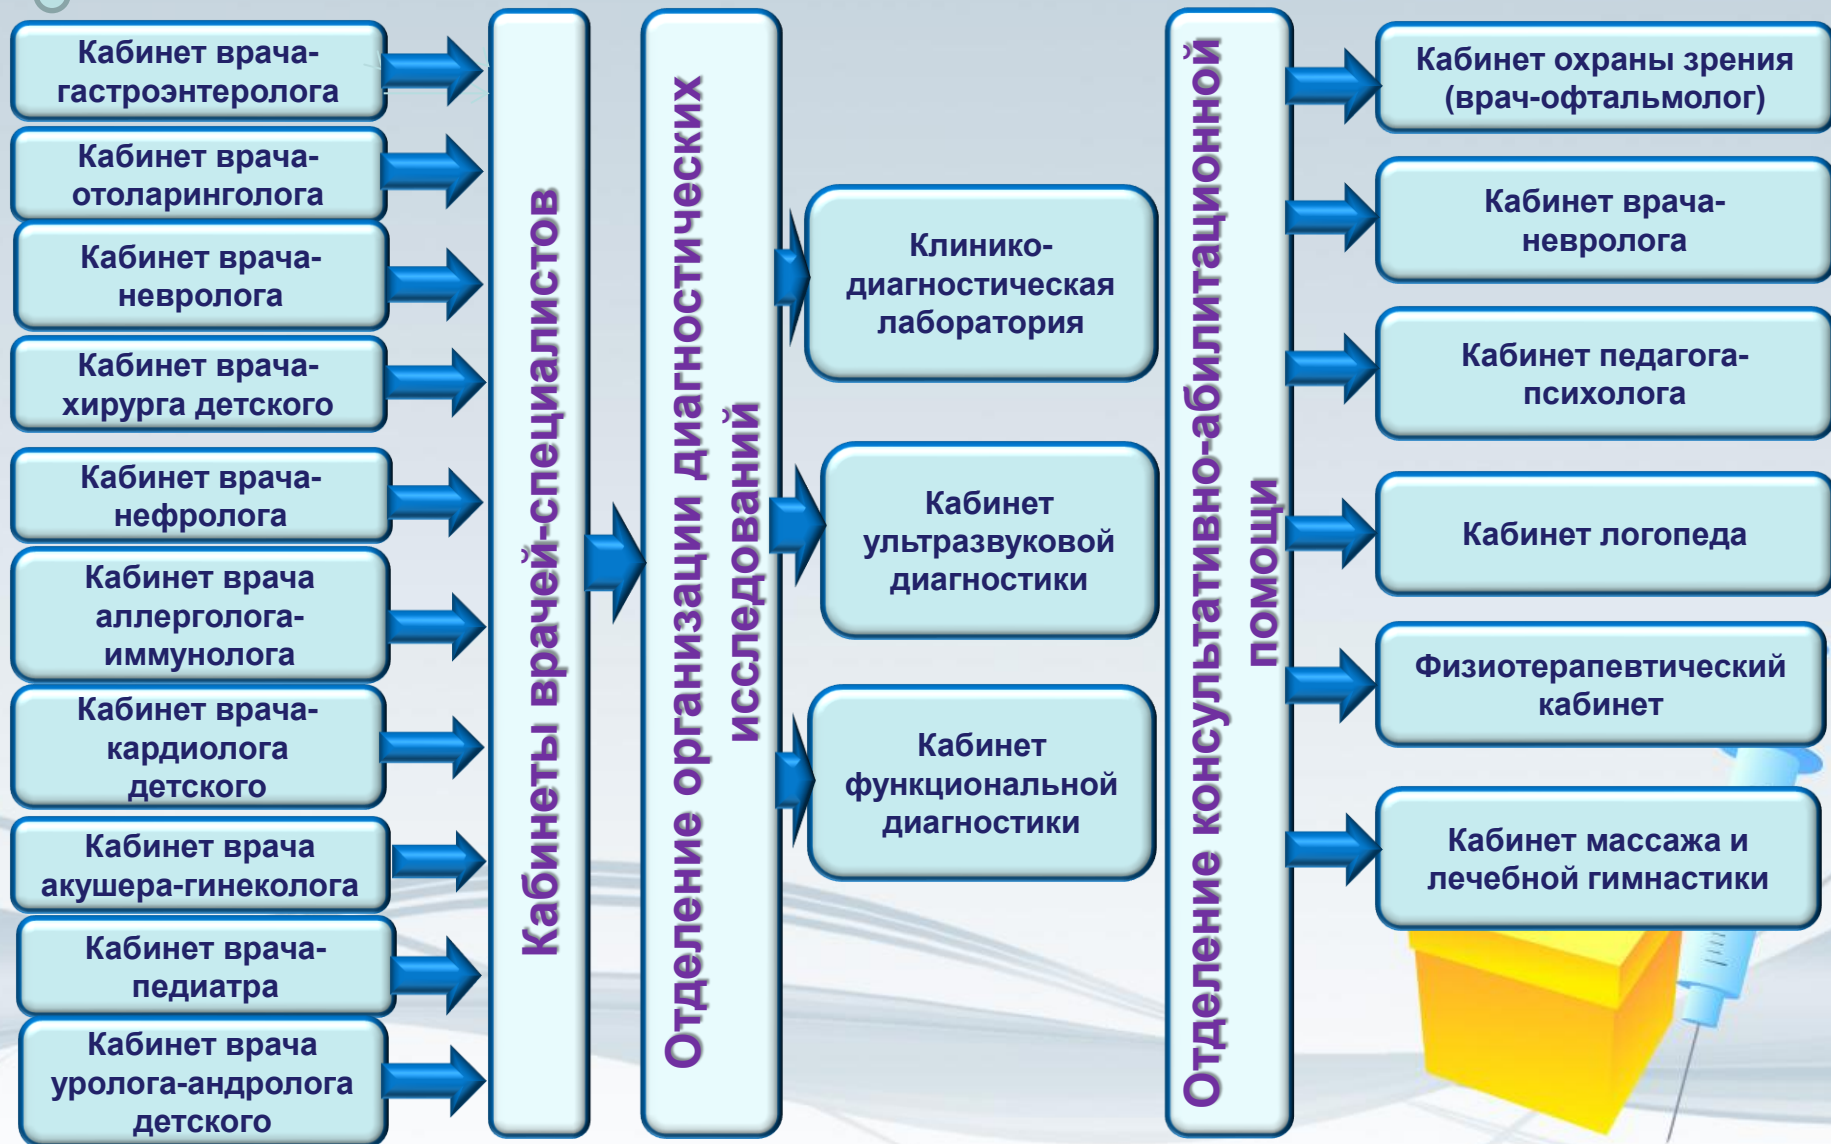 Кабинет врача-
гастроэнтеролога
Кабинет врача-
отоларинголога
Кабинет врача-
невролога
Кабинет врача-
хирурга детского
Кабинет врача-
нефролога
Кабинет врача
аллерголога-
иммунолога
Кабинет врача-
кардиолога
детского
Кабинет врача
акушера-гинеколога
Кабинет врача-
педиатра
Кабинет врача
уролога-андролога
детского
Кабинеты врачей-специалистов
Отделение организации диагностических
исследований
Клинико-
диагностическая
лаборатория
Кабинет
ультразвуковой
диагностики
Кабинет
функциональной
диагностики
Отделение консультативно-абилитационной
помощи
Кабинет охраны зрения
(врач-офтальмолог)
Кабинет врача-
невролога
Кабинет педагога-
психолога
Кабинет логопеда
Физиотерапевтический
кабинет
Кабинет массажа и
лечебной гимнастики